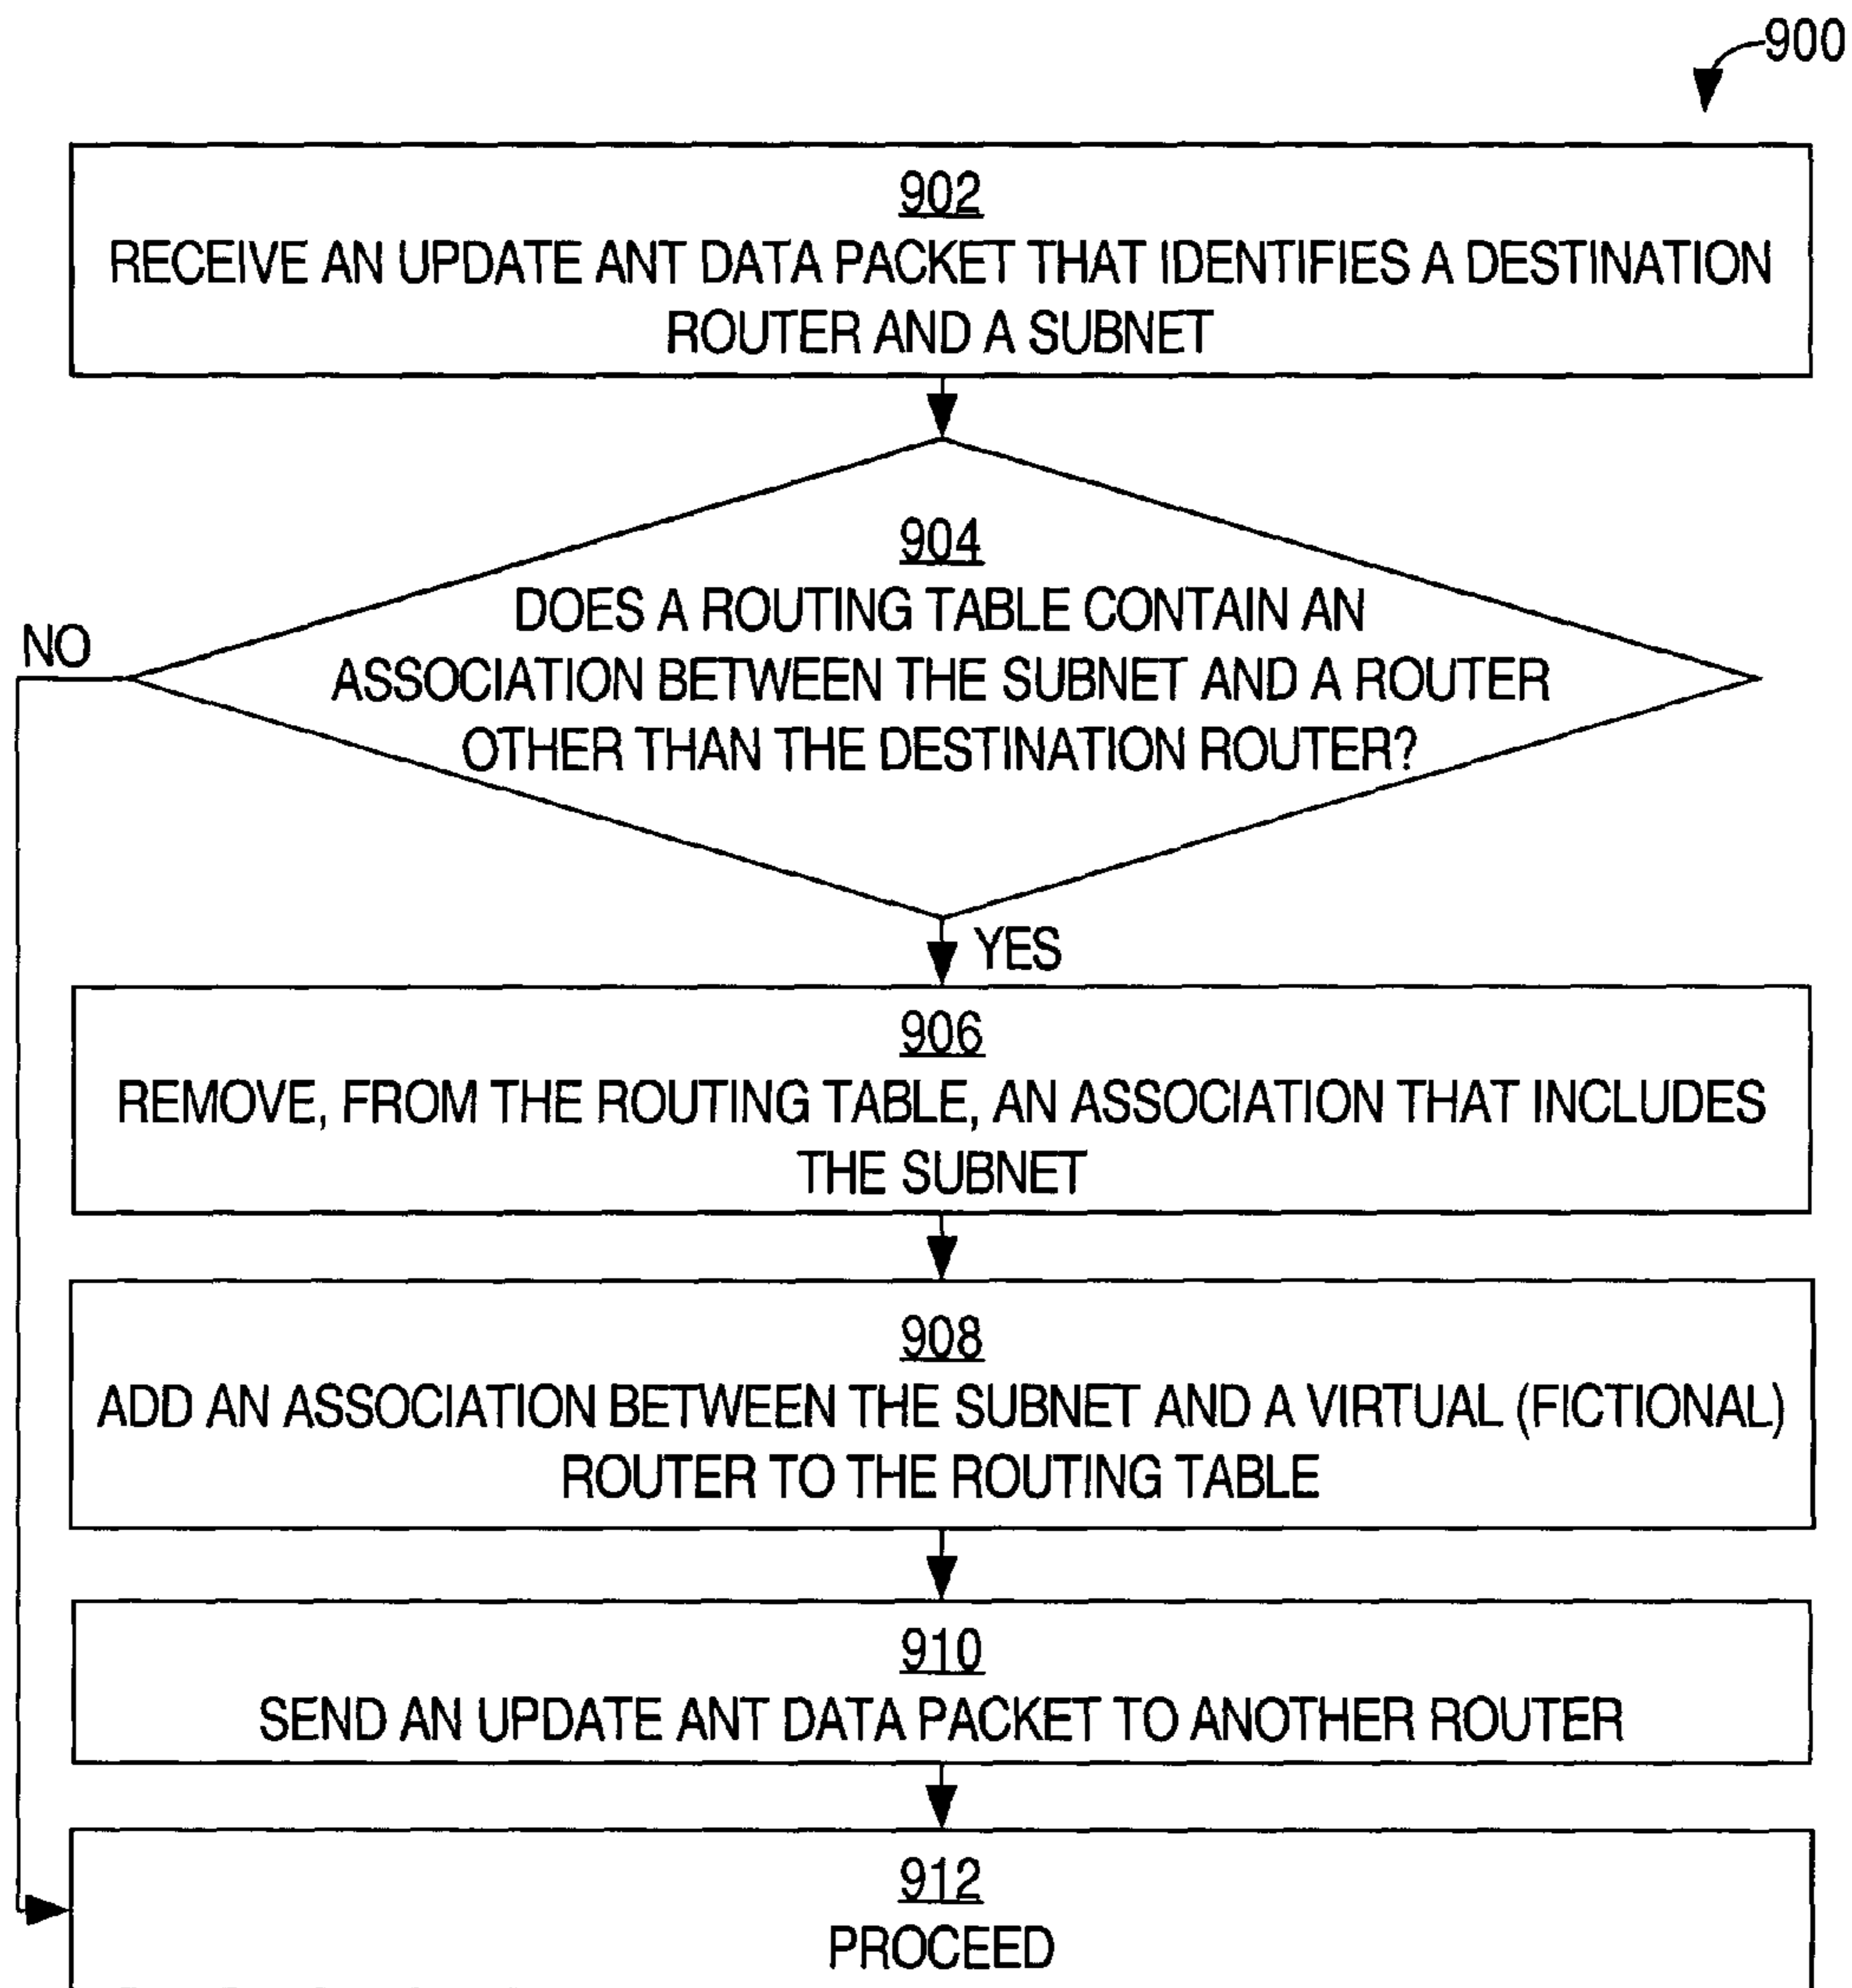 900
902
RECEIVE AN UPDATE ANT DATA PACKET THAT IDENTIFIES A DESTINATION
ROUTER AND A SUBNET
904
DOES A ROUTING TABLE CONTAIN AN
ASSOCIATION BETWEEN THE SUBNET AND A ROUTER
OTHER THAN THE DESTINATION ROUTER?
NO
YES
906
REMOVE, FROM THE ROUTING TABLE, AN ASSOCIATION THAT INCLUDES
THE SUBNET
908
ADD AN ASSOCIATION BETWEEN THE SUBNET AND A VIRTUAL (FICTIONAL)
ROUTER TO THE ROUTING TABLE
910
SEND AN UPDATE ANT DATA PACKET TO ANOTHER ROUTER
912
PROCEED